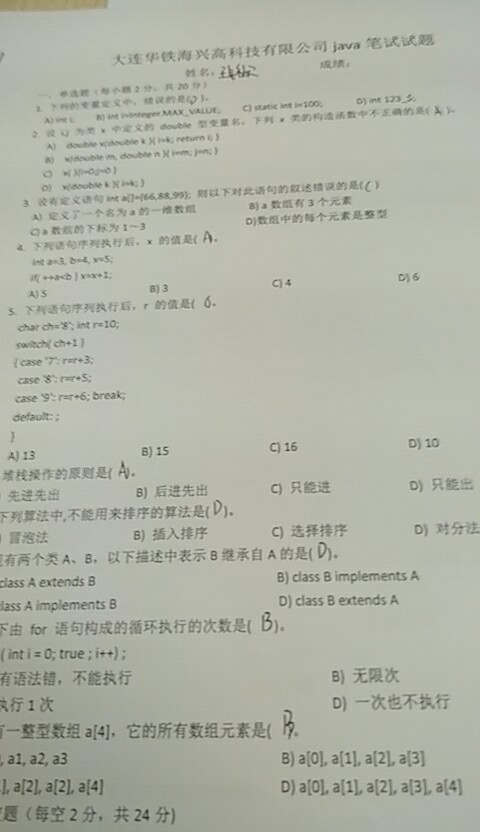 大连华铁海兴高科技有限公司 java 笔试试题
姓名: 成绩:
一、单选题(每小题 2 分, 共 20 分)
1. 下列的变量定义中, 错误的是( )。
A) int i; B) int i=Integer.MAX_VALUE; C) static int i=100; D) int 123_$;
2. 设 i,j 为类 x 中定义的 double 型变量名, 下列 x 类的构造函数中不正确的是( A )。
A) double x(double k ){ i=k; return i; }
B) x(double m, double n ){ i=m; j=n; }
C) x( ){i=0;j=0 }
D) x(double k ){ i=k; }
3. 设有定义语句 int a[]={66,88,99}; 则以下对此语句的叙述错误的是( C )
A) 定义了一个名为 a 的一维数组 B) a 数组有 3 个元素
C) a 数组的下标为 1~3 D)数组中的每个元素是整型
4. 下列语句序列执行后, x 的值是( A.
int a=3, b=4, x=5;
if( ++a<b ) x=x+1;
A) 5 B) 3 C) 4 D) 6
5. 下列语句序列执行后, r 的值是( )。
char ch='8'; int r=10;
switch( ch+1 )
{ case '7': r=r+3;
case '8': r=r+5;
case '9': r=r+6; break;
default: ;
}
A) 13 B) 15 C) 16 D) 10
堆栈操作的原则是( A )。
) 先进先出 B) 后进先出 C) 只能进 D) 只能出
下列算法中,不能用来排序的算法是( D )。
) 冒泡法 B) 插入排序 C) 选择排序 D) 对分法
有两个类 A、B, 以下描述中表示 B 继承自 A 的是( D )。
class A extends B B) class B implements A
class A implements B D) class B extends A
下由 for 语句构成的循环执行的次数是( B )。
( int i = 0; true ; i++) ;
有语法错, 不能执行 B) 无限次
执行 1 次 D) 一次也不执行
有一整型数组 a[4], 它的所有数组元素是( B )。
, a1, a2, a3 B) a[0], a[1], a[2], a[3]
], a[2], a[2], a[4] D) a[0], a[1], a[2], a[3], a[4]
题 (每空 2 分, 共 24 分)